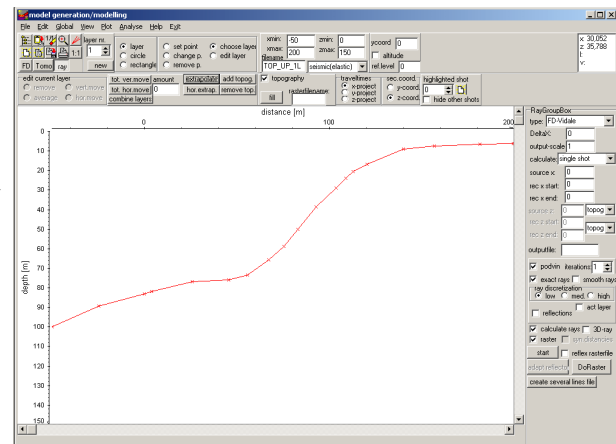 model generation/modelling
File Edit Global View Plot Analyse Help Exit
layer nr.
1
1:1
new
FD Tomo ray
layer
circle
rectangle
set point
change p.
remove p.
choose layer
edit layer
xmin: -50 zmin: 0
xmax: 200 zmax: 150
filename
TOP_UP_1L seismic(elastic)
ycoord 0
altitude
ref.level 0
x: 30,052
z: 35,788
t:
v:
edit current layer
remove vert.move
average hor.move
tot. ver.move amount extrapolate add topog.
tot. hor.move 0 hor.extrap. remove top.
combine layers
topography
fill rasterfilename:
traveltimes
x-project
y-project
z-project
sec.coord.
y-coord.
z-coord.
highlighted shot
0
hide other shots
distance [m]
0 100 200
depth [m]
0
10
20
30
40
50
60
70
80
90
100
110
120
130
140
150
RayGroupBox
type: FD-Vidale
DeltaX: 0
output-scale 1
calculate: single shot
source x: 0
rec x start: 0
rec x end: 0
source z: 0 topog
rec z start: 0
rec z end: 0 topog
outputfile:
podvin iterations: 1
exact rays smooth rays
ray discretization
low med. high
act layer
reflections
calculate rays 3D-ray
raster
start reflex rasterfile
adapt reflector DoRaster
create several lines file